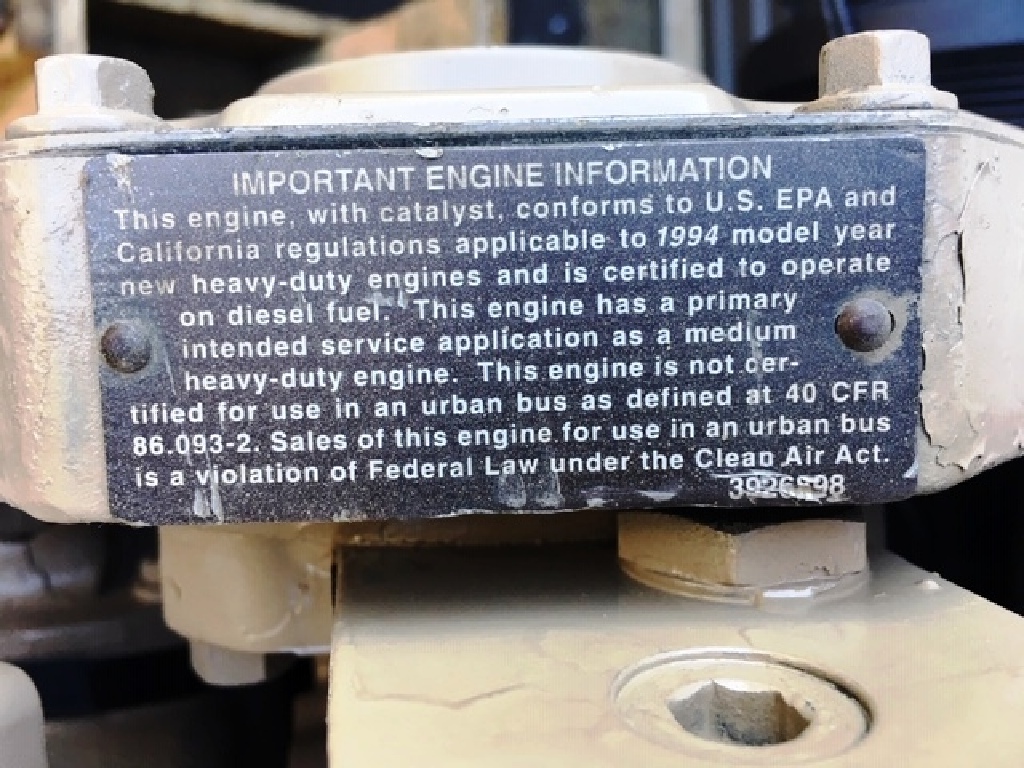 IMPORTANT ENGINE INFORMATION
This engine, with catalyst, conforms to U.S. EPA and
California regulations applicable to 1994 model year
new heavy-duty engines and is certified to operate
on diesel fuel. This engine has a primary
intended service application as a medium
heavy-duty engine. This engine is not cer-
tified for use in an urban bus as defined at 40 CFR
86.093-2. Sales of this engine for use in an urban bus
is a violation of Federal Law under the Clean Air Act.